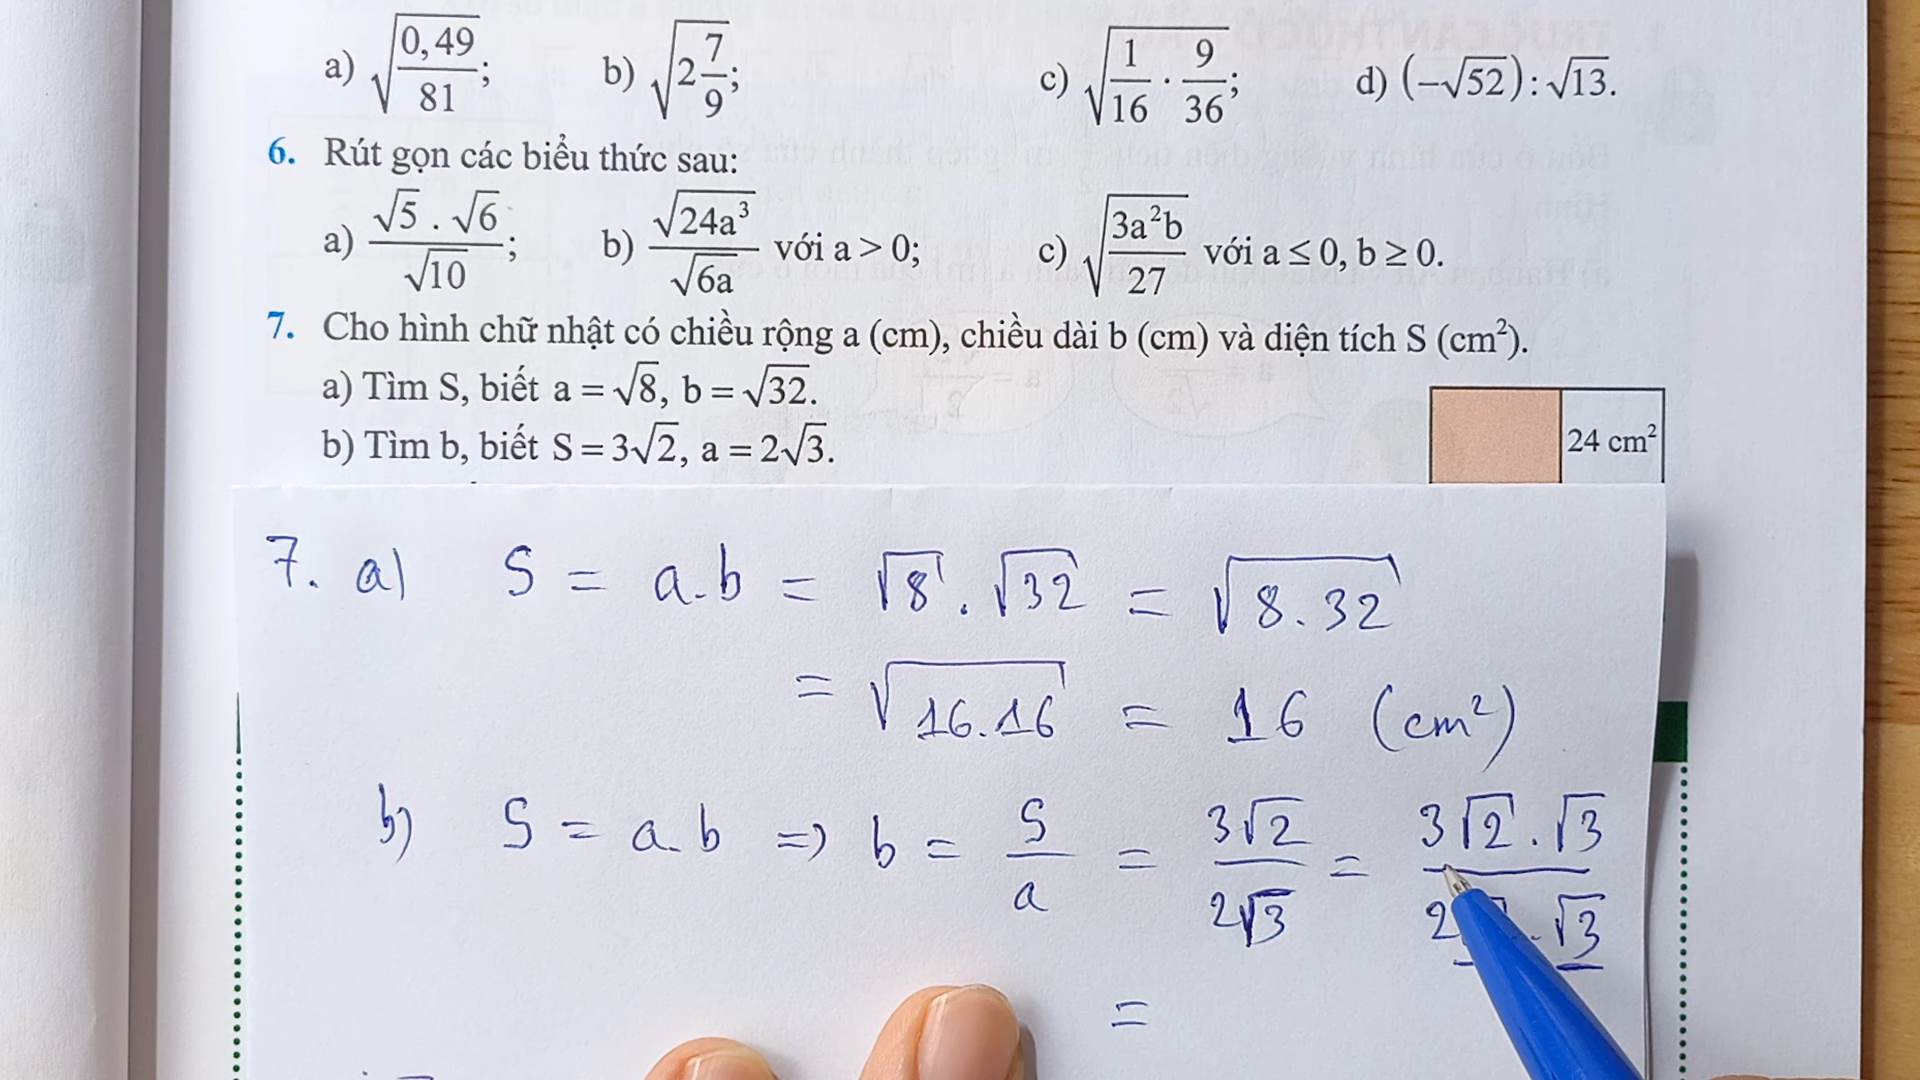 a) √(0,49/81); b) √(2 7/9); c) √(1/16 · 9/36); d) (−√52) : √13.
6. Rút gọn các biểu thức sau:
a) (√5 . √6)/√10; b) √(24a³)/√(6a) với a > 0; c) √(3a²b/27) với a ≤ 0, b ≥ 0.
7. Cho hình chữ nhật có chiều rộng a (cm), chiều dài b (cm) và diện tích S (cm²).
a) Tìm S, biết a = √8, b = √32.
b) Tìm b, biết S = 3√2, a = 2√3.
24 cm²
7. a) S = a.b = √8 . √32 = √(8.32)
= √(16.16) = 16 (cm²)
b) S = a.b => b = S/a = 3√2/(2√3) = (3√2 . √3)/(2 . √3)
=